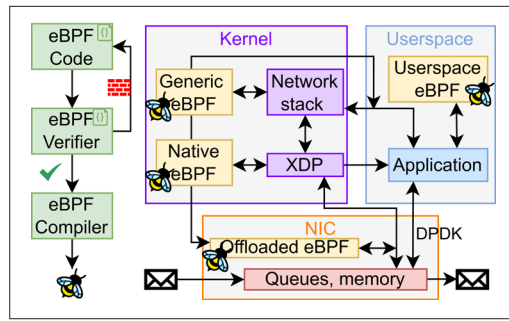 eBPF
Code
eBPF
Verifier
eBPF
Compiler
Kernel
Generic
eBPF
Network
stack
Native
eBPF
XDP
Userspace
Userspace
eBPF
Application
DPDK
NIC
Offloaded eBPF
Queues, memory